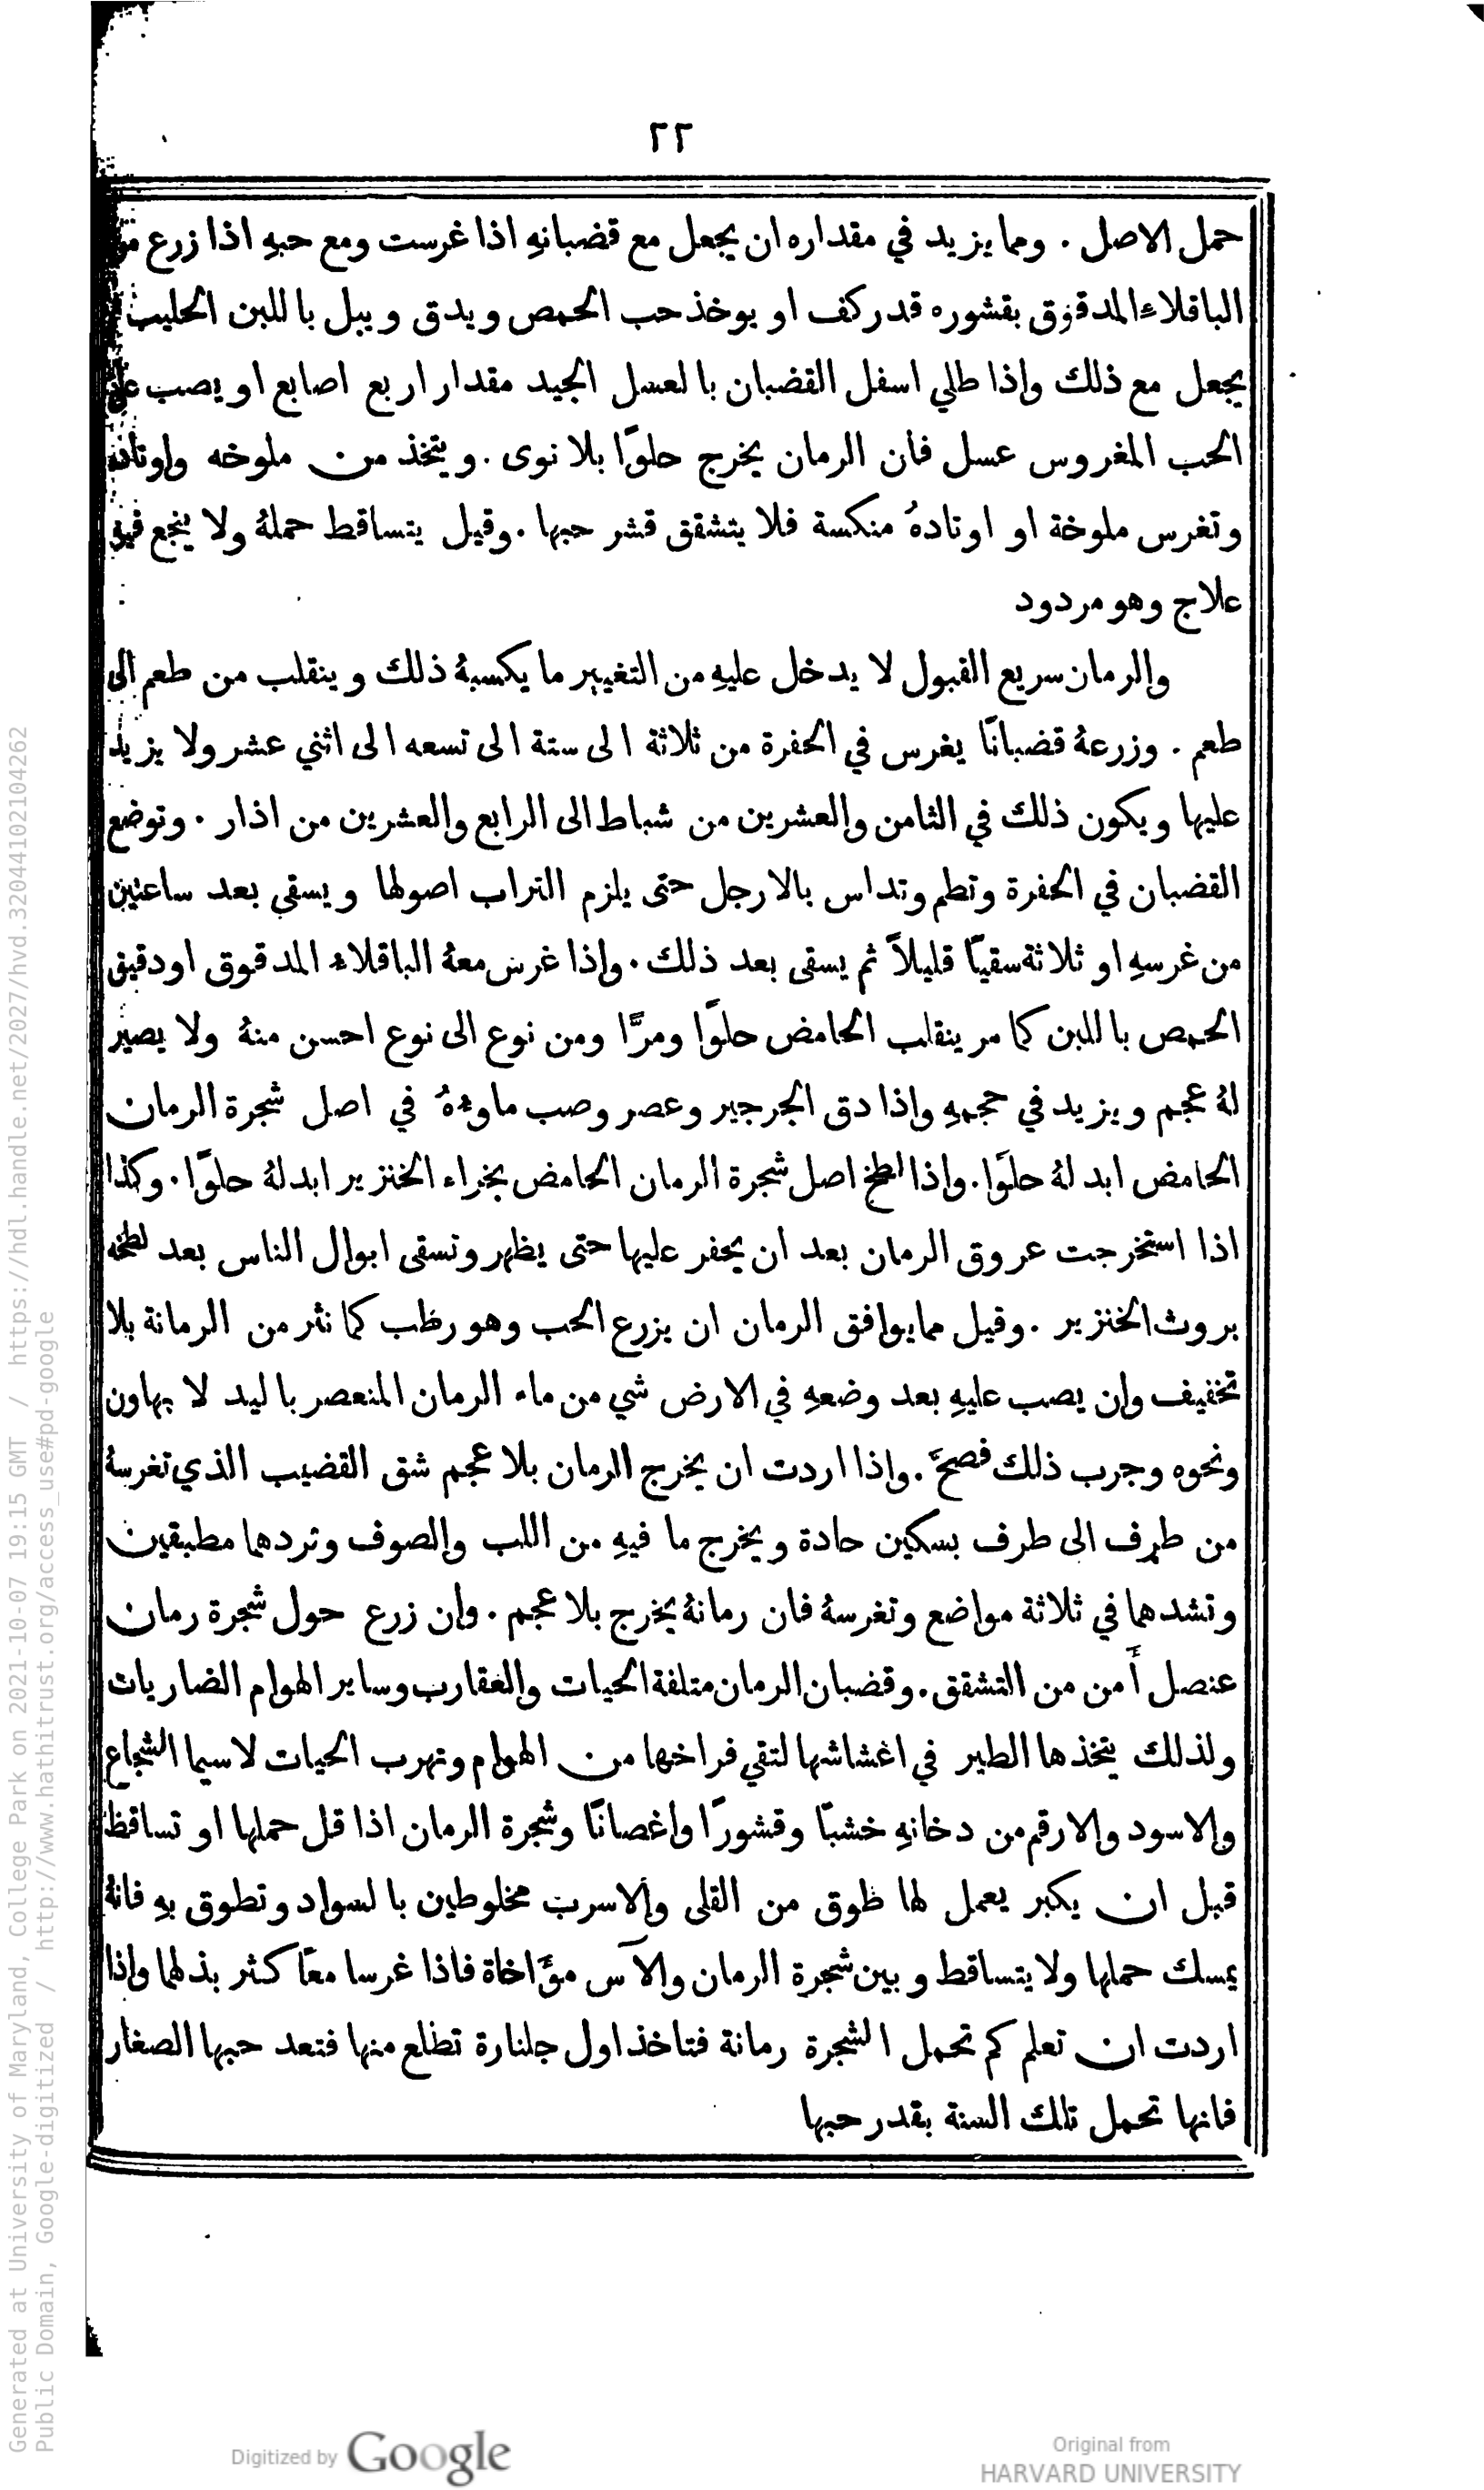 ٢٢
حمل الاصل . ومما يزيد في مقداره ان يجعل مع قضبانهِ اذا غرست ومع حبهِ اذا زرع
الباقلاء المدقوق بقشوره قدر كف او يوخذ حب الحمص ويدق ويبل باللبن الحليب
يجعل مع ذلك واذا طلي اسفل القضبان بالعسل الجيد مقدار اربع اصابع او يصب على
الحب المغروس عسل فان الرمان يخرج حلوًا بلا نوى . ويتخذ من ملوخه واوتاده
وتغرس ملوخة او اوتادهُ منكسة فلا يتشقق قشر حبها . وقيل يتساقط حملهُ ولا ينجع فيهِ
علاج وهو مردود
والرمان سريع القبول لا يدخل عليهِ من التغيير ما يكسبهُ ذلك وينقلب من طعم الى
طعم . وزرعهُ قضبانًا يغرس في الحفرة من ثلاثة الى ستة الى تسعه الى اثني عشر ولا يزيد
عليها ويكون ذلك في الثامن والعشرين من شباط الى الرابع والعشرين من اذار . وتوضع
القضبان في الحفرة وتطم وتداس بالارجل حتى يلزم التراب اصولها ويسقى بعد ساعتين
من غرسهِ او ثلاثة سقيًا قليلاً ثم يسقى بعد ذلك . واذا غرس معهُ الباقلاء المدقوق او دقيق
الحمص باللبن كما مر ينقلب الحامض حلوًا ومرًّا ومن نوع الى نوع احسن منهُ ولا يصير
لهُ عجم ويزيد في حجمهِ واذا دق الجرجير وعصر وصب ماوءهُ في اصل شجرة الرمان
الحامض ابد لهُ حلوًا . واذا لطخ اصل شجرة الرمان الحامض بخراء الخنزير ابدلهُ حلوًا . وكذا
اذا استخرجت عروق الرمان بعد ان يحفر عليها حتى يظهر وتسقى ابوال الناس بعد لطخه
بروث الخنزير . وقيل مما يوافق الرمان ان يزرع الحب وهو رطب كما نثر من الرمانة بلا
تخفيف وان يصب عليهِ بعد وضعهِ في الارض شي من ماء الرمان المنعصر باليد لا بهاون
ونحوه وجرب ذلك فصحَّ . واذا اردت ان يخرج الرمان بلا عجم شق القضيب الذي تغرسهُ
من طرف الى طرف بسكين حادة ويخرج ما فيهِ من اللب والصوف وتردهما مطبقين
وتشدهما في ثلاثة مواضع وتغرسهُ فان رمانهُ يخرج بلا عجم . وان زرع حول شجرة رمان
عنصل أَمن من التشقق . وقضبان الرمان متلفة الحيات والعقارب وساير الهوام الضاريات
ولذلك يتخذها الطير في اغشاشها لتقي فراخها من الهوام وتهرب الحيات لاسيما الشجاع
والاسود والارقم من دخانهِ خشبًا وقشورًا واغصانًا وشجرة الرمان اذا قل حملها او تساقط
قبل ان يكبر يعمل لها طوق من القلى والاسرب مخلوطين بالسواد وتطوق بهِ فانهُ
يمسك حملها ولا يتساقط وبين شجرة الرمان والآس مؤَاخاة فاذا غرسا معًا كثر بذلها واذا
اردت ان تعلم كم تحمل الشجرة رمانة فتاخذ اول جلنارة تطلع منها فتعد حبها الصغار
فانها تحمل تلك السنة بقدر حبها
Generated at University of Maryland, College Park on 2021-10-07 19:15 GMT / https://hdl.handle.net/2027/hvd.32044102104262
Public Domain, Google-digitized / http://www.hathitrust.org/access_use#pd-google
Digitized by Google
Original from
HARVARD UNIVERSITY